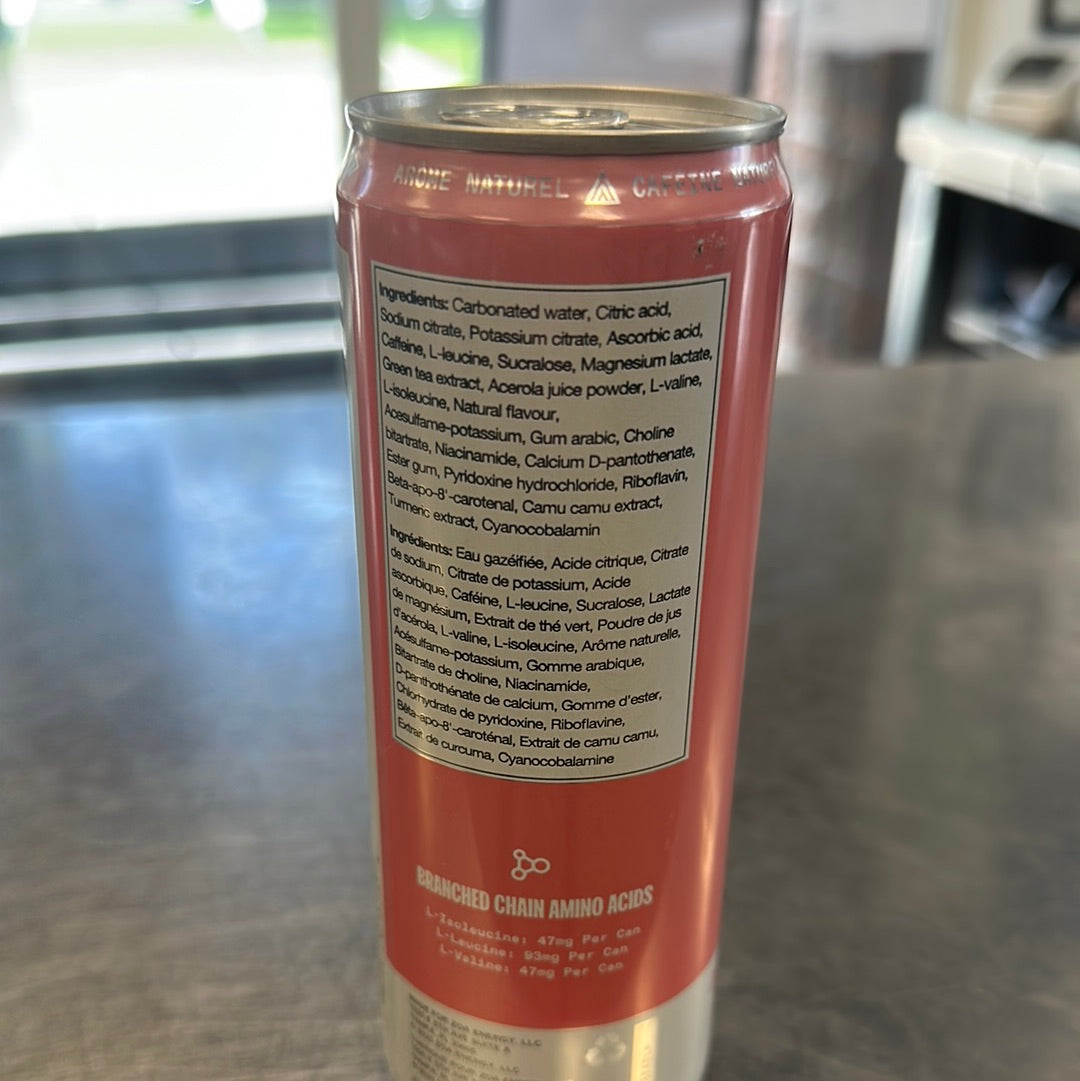 ARÔME NATUREL CAFÉINE NATUR
Ingredients: Carbonated water, Citric acid,
Sodium citrate, Potassium citrate, Ascorbic acid,
Caffeine, L-leucine, Sucralose, Magnesium lactate,
Green tea extract, Acerola juice powder, L-valine,
L-isoleucine, Natural flavour,
Acesulfame-potassium, Gum arabic, Choline
bitartrate, Niacinamide, Calcium D-pantothenate,
Ester gum, Pyridoxine hydrochloride, Riboflavin,
Beta-apo-8'-carotenal, Camu camu extract,
Turmeric extract, Cyanocobalamin
Ingrédients: Eau gazéifiée, Acide citrique, Citrate
de sodium, Citrate de potassium, Acide
ascorbique, Caféine, L-leucine, Sucralose, Lactate
de magnésium, Extrait de thé vert, Poudre de jus
d'acérola, L-valine, L-isoleucine, Arôme naturelle,
Acésulfame-potassium, Gomme arabique,
Bitartrate de choline, Niacinamide,
D-panthothénate de calcium, Gomme d'ester,
Chlorhydrate de pyridoxine, Riboflavine,
Bêta-apo-8'-caroténal, Extrait de camu camu,
Extrait de curcuma, Cyanocobalamine
BRANCHED CHAIN AMINO ACIDS
L-Isoleucine: 47mg Per Can
L-Leucine: 93mg Per Can
L-Valine: 47mg Per Can
ENERGY, LLC